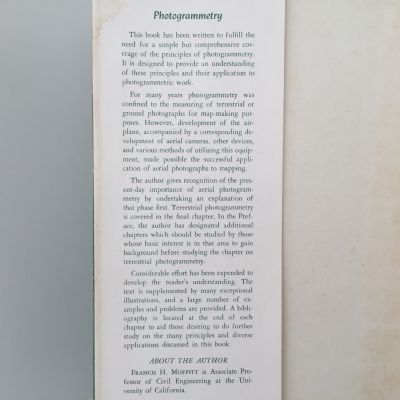 Photogrammetry
This book has been written to fulfill the
need for a simple but comprehensive cov-
erage of the principles of photogrammetry.
It is designed to provide an understanding
of these principles and their application to
photogrammetric work.
For many years photogrammetry was
confined to the measuring of terrestrial or
ground photographs for map-making pur-
poses. However, development of the air-
plane, accompanied by a corresponding de-
velopment of aerial cameras, other devices,
and various methods of utilizing this equip-
ment, made possible the successful appli-
cation of aerial photographs to mapping.
The author gives recognition of the pres-
ent-day importance of aerial photogram-
metry by undertaking an explanation of
that phase first. Terrestrial photogrammetry
is covered in the final chapter. In the Pref-
ace, the author has designated additional
chapters which should be studied by those
whose basic interest is in that area to gain
background before studying the chapter on
terrestrial photogrammetry.
Considerable effort has been expended to
develop the reader's understanding. The
text is supplemented by many exceptional
illustrations, and a large number of ex-
amples and problems are provided. A bibli-
ography is located at the end of each
chapter to aid those desiring to do further
study on the many principles and diverse
applications discussed in this book.
ABOUT THE AUTHOR
FRANCIS H. MOFFITT is Associate Pro-
fessor of Civil Engineering at the Uni-
versity of California.